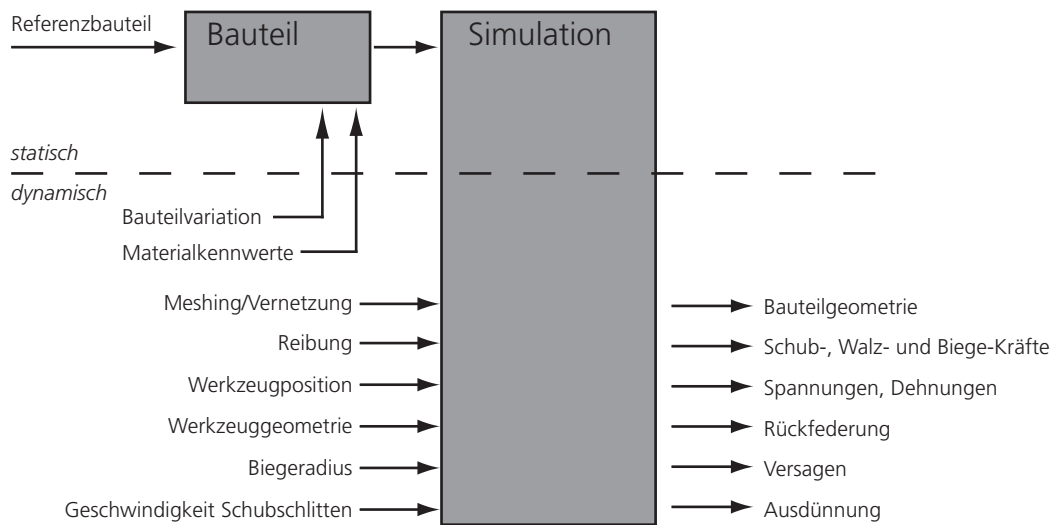 Referenzbauteil
Bauteil
Simulation
statisch
dynamisch
Bauteilvariation
Materialkennwerte
Meshing/Vernetzung
Reibung
Werkzeugposition
Werkzeuggeometrie
Biegeradius
Geschwindigkeit Schubschlitten
Bauteilgeometrie
Schub-, Walz- und Biege-Kräfte
Spannungen, Dehnungen
Rückfederung
Versagen
Ausdünnung